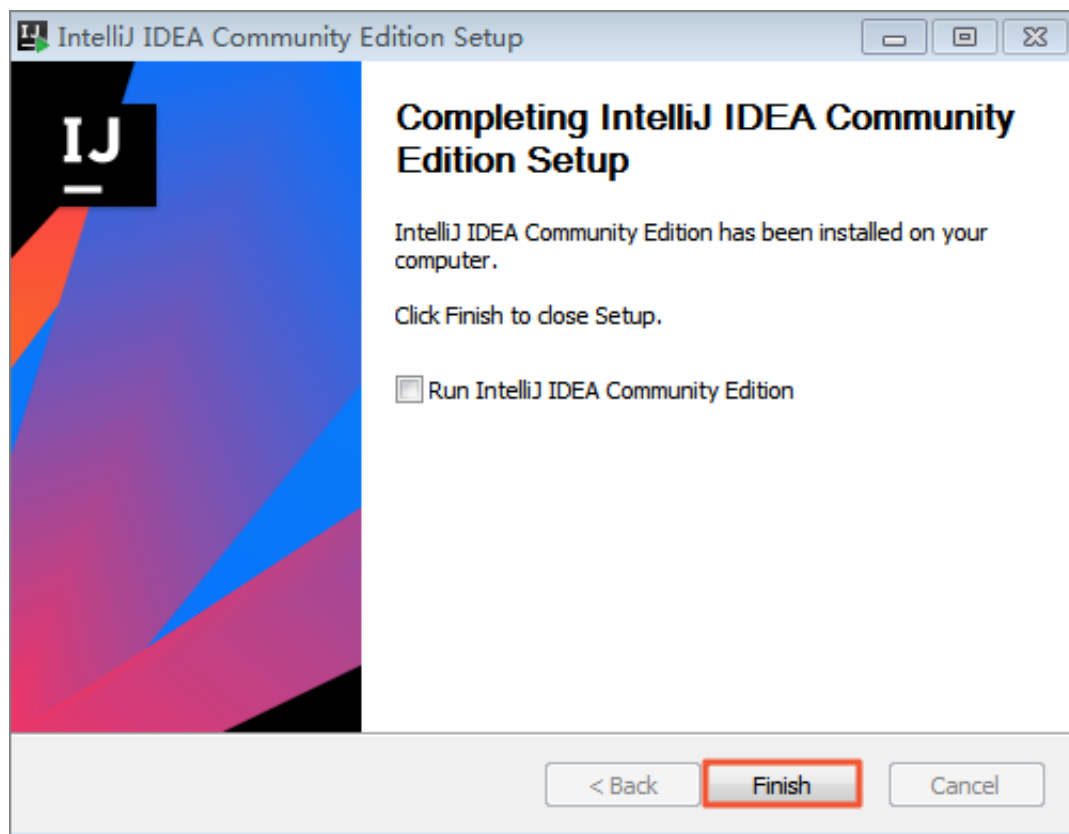 IntelliJ IDEA Community Edition Setup
IJ
Completing IntelliJ IDEA Community
Edition Setup
IntelliJ IDEA Community Edition has been installed on your
computer.
Click Finish to close Setup.
Run IntelliJ IDEA Community Edition
< Back
Finish
Cancel